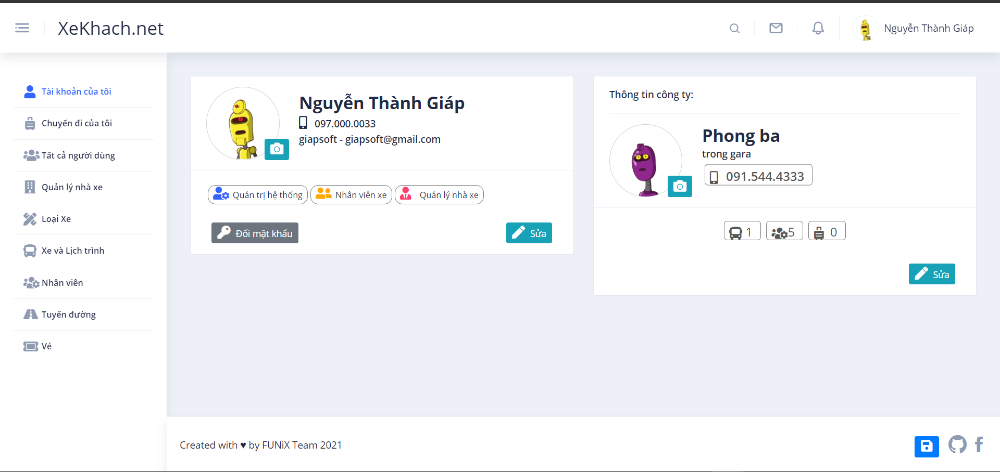 XeKhach.net
Nguyễn Thành Giáp
Tài khoản của tôi
Chuyến đi của tôi
Tất cả người dùng
Quản lý nhà xe
Loại Xe
Xe và Lịch trình
Nhân viên
Tuyến đường
Vé
Nguyễn Thành Giáp
097.000.0033
giapsoft - giapsoft@gmail.com
Quản trị hệ thống
Nhân viên xe
Quản lý nhà xe
Đổi mật khẩu
Sửa
Thông tin công ty:
Phong ba
trong gara
091.544.4333
1
5
0
Sửa
Created with ♥ by FUNiX Team 2021